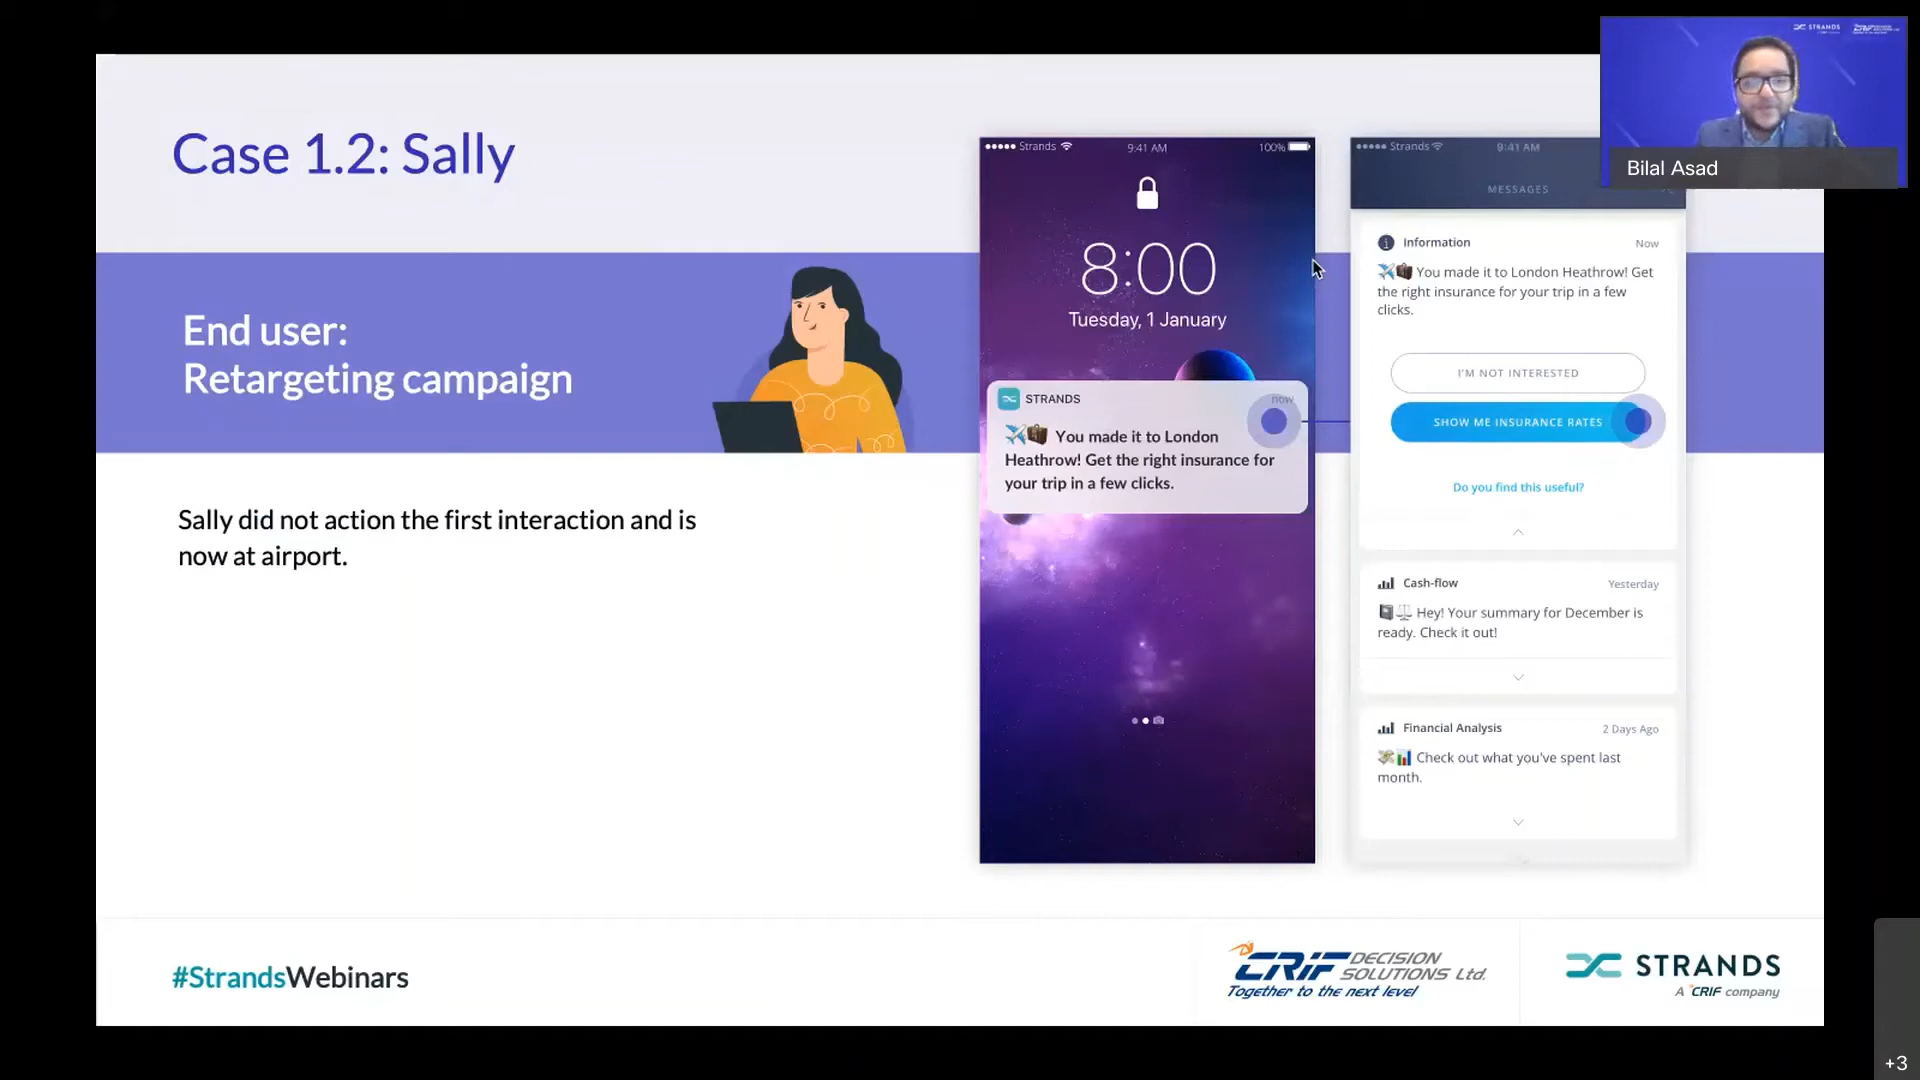 STRANDS
CRIF
Bilal Asad
Case 1.2: Sally
End user:
Retargeting campaign
Sally did not action the first interaction and is
now at airport.
Strands
9:41 AM
100%
8:00
Tuesday, 1 January
STRANDS
now
You made it to London
Heathrow! Get the right insurance for
your trip in a few clicks.
Strands
9:41 AM
MESSAGES
Information
Now
You made it to London Heathrow! Get
the right insurance for your trip in a few
clicks.
I'M NOT INTERESTED
SHOW ME INSURANCE RATES
Do you find this useful?
Cash-flow
Yesterday
Hey! Your summary for December is
ready. Check it out!
Financial Analysis
2 Days Ago
Check out what you've spent last
month.
#StrandsWebinars
CRIF DECISION
SOLUTIONS Ltd.
Together to the next level
STRANDS
A CRIF company
+3